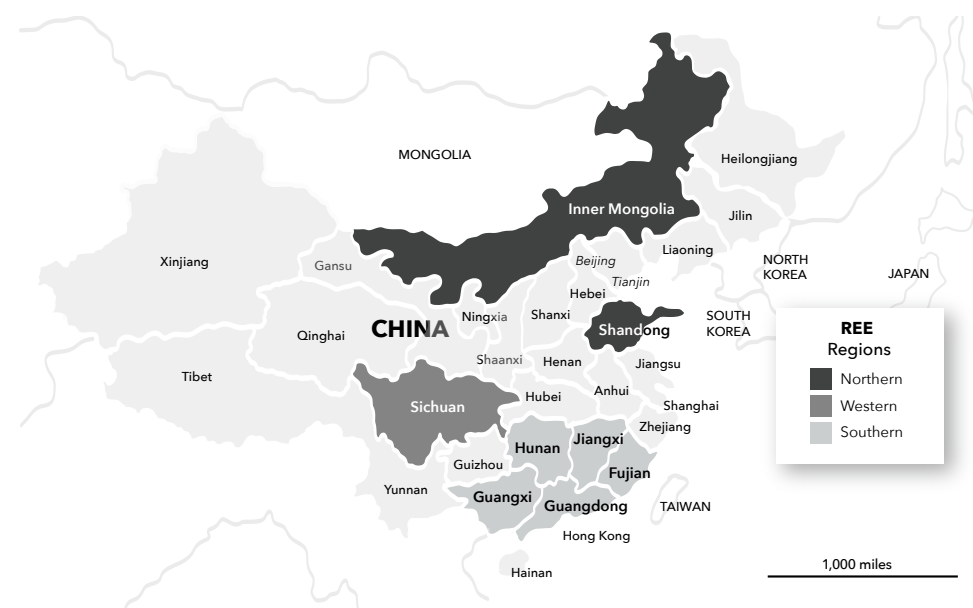 MONGOLIA
Heilongjiang
Inner Mongolia
Jilin
Liaoning
Xinjiang
Gansu
Beijing
Tianjin
NORTH
KOREA
JAPAN
Hebei
Ningxia
Shanxi
CHINA
Qinghai
Shandong
SOUTH
KOREA
Shaanxi
Henan
Jiangsu
Tibet
Anhui
Hubei
Sichuan
Shanghai
Zhejiang
Hunan
Jiangxi
Guizhou
Fujian
Yunnan
Guangxi
Guangdong
TAIWAN
Hong Kong
Hainan
REE
Regions
Northern
Western
Southern
1,000 miles